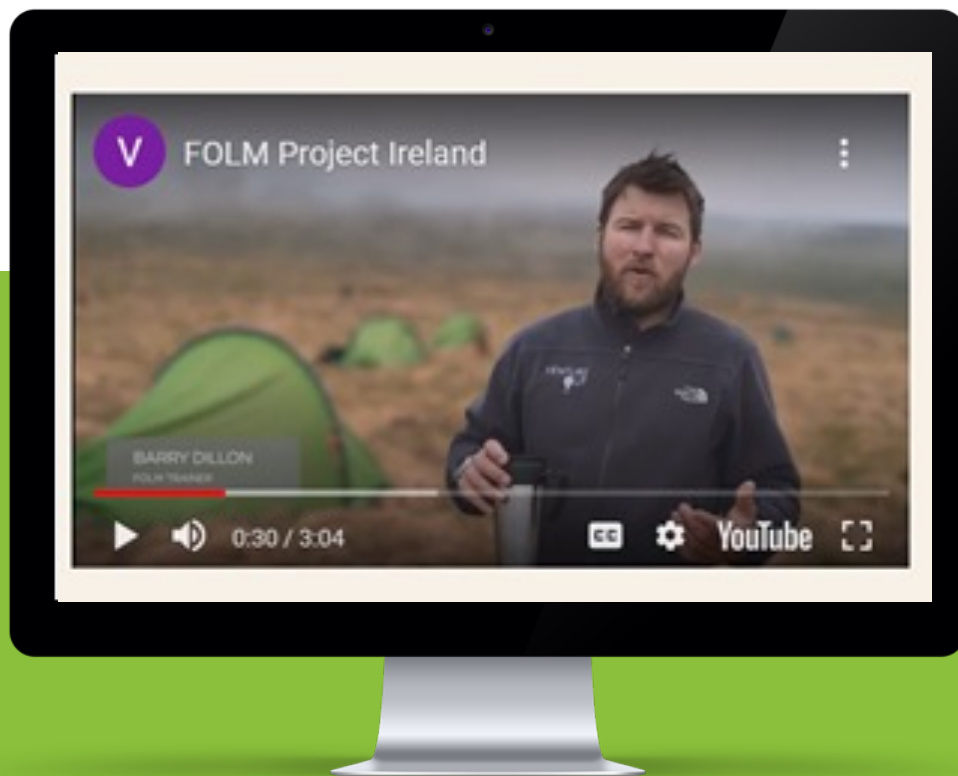 V
FOLM Project Ireland
BARRY DILLON
FOLM TRAINER
0:30 / 3:04
CC
YouTube